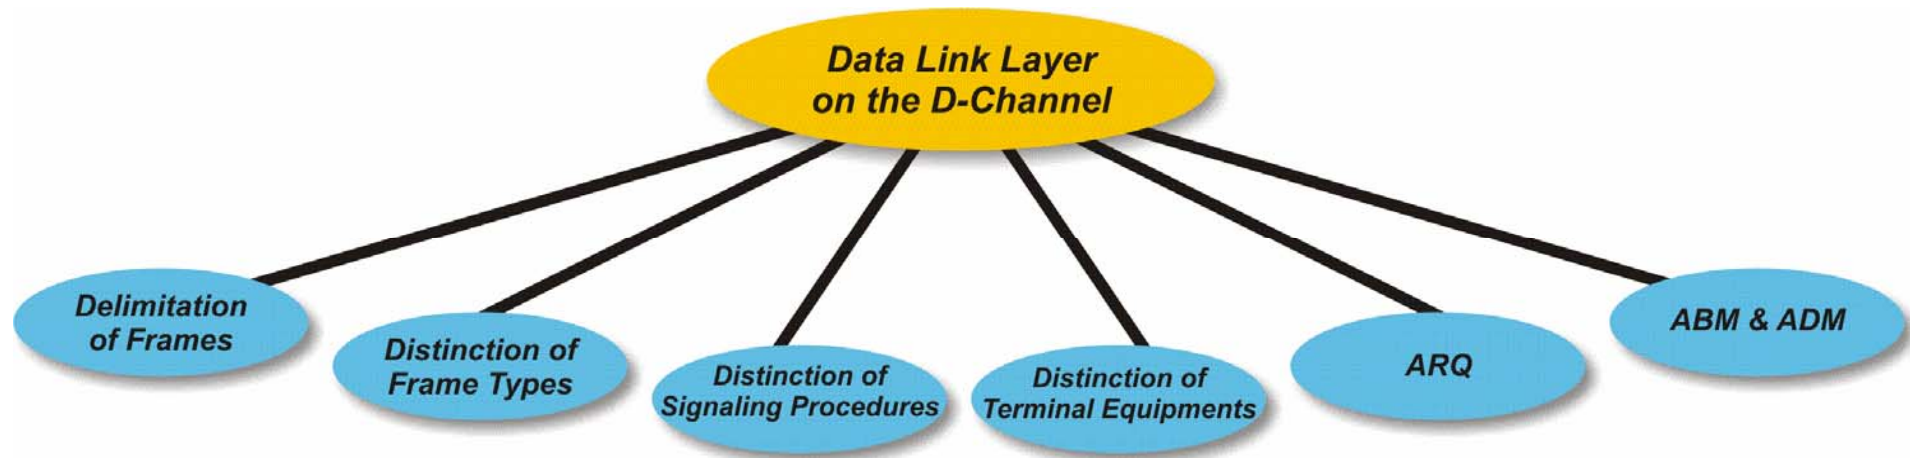 Data Link Layer
on the D-Channel
Delimitation
of Frames
Distinction of
Frame Types
Distinction of
Signaling Procedures
Distinction of
Terminal Equipments
ARQ
ABM & ADM